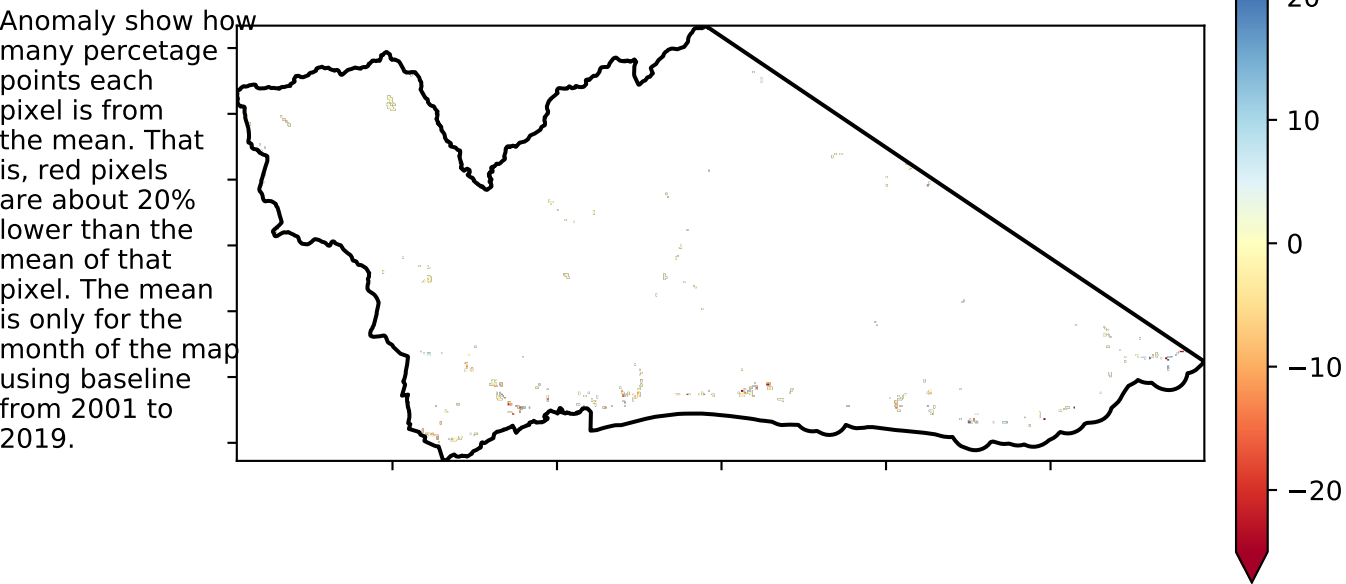 Anomaly show how
many percetage
points each
pixel is from
the mean. That
is, red pixels
are about 20%
lower than the
mean of that
pixel. The mean
is only for the
month of the map
using baseline
from 2001 to
2019.
20
10
0
−10
−20